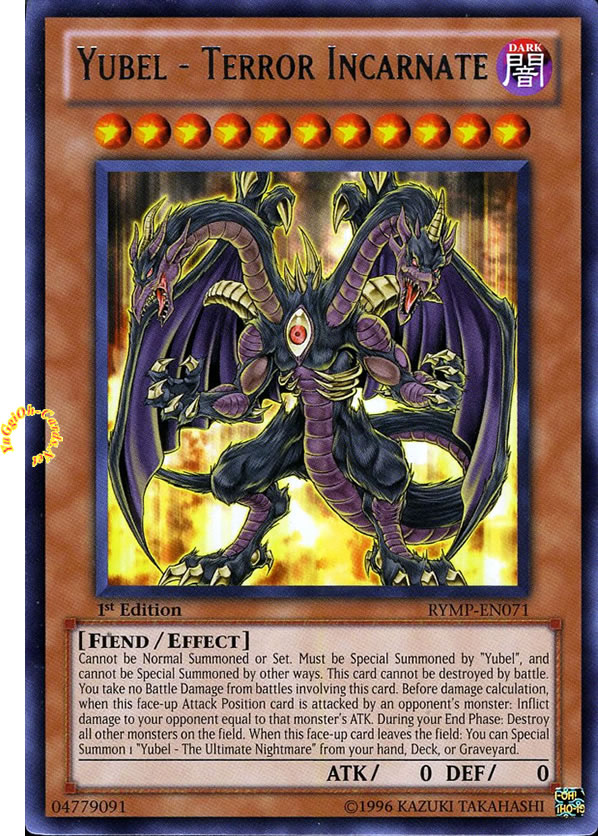 YUBEL - TERROR INCARNATE
DARK
闇
YuGgiOh-Cards.Net
1st Edition
RYMP-EN071
[FIEND / EFFECT]
Cannot be Normal Summoned or Set. Must be Special Summoned by "Yubel", and
cannot be Special Summoned by other ways. This card cannot be destroyed by battle.
You take no Battle Damage from battles involving this card. Before damage calculation,
when this face-up Attack Position card is attacked by an opponent's monster: Inflict
damage to your opponent equal to that monster's ATK. During your End Phase: Destroy
all other monsters on the field. When this face-up card leaves the field: You can Special
Summon 1 "Yubel - The Ultimate Nightmare" from your hand, Deck, or Graveyard.
ATK / 0 DEF / 0
04779091
©1996 KAZUKI TAKAHASHI